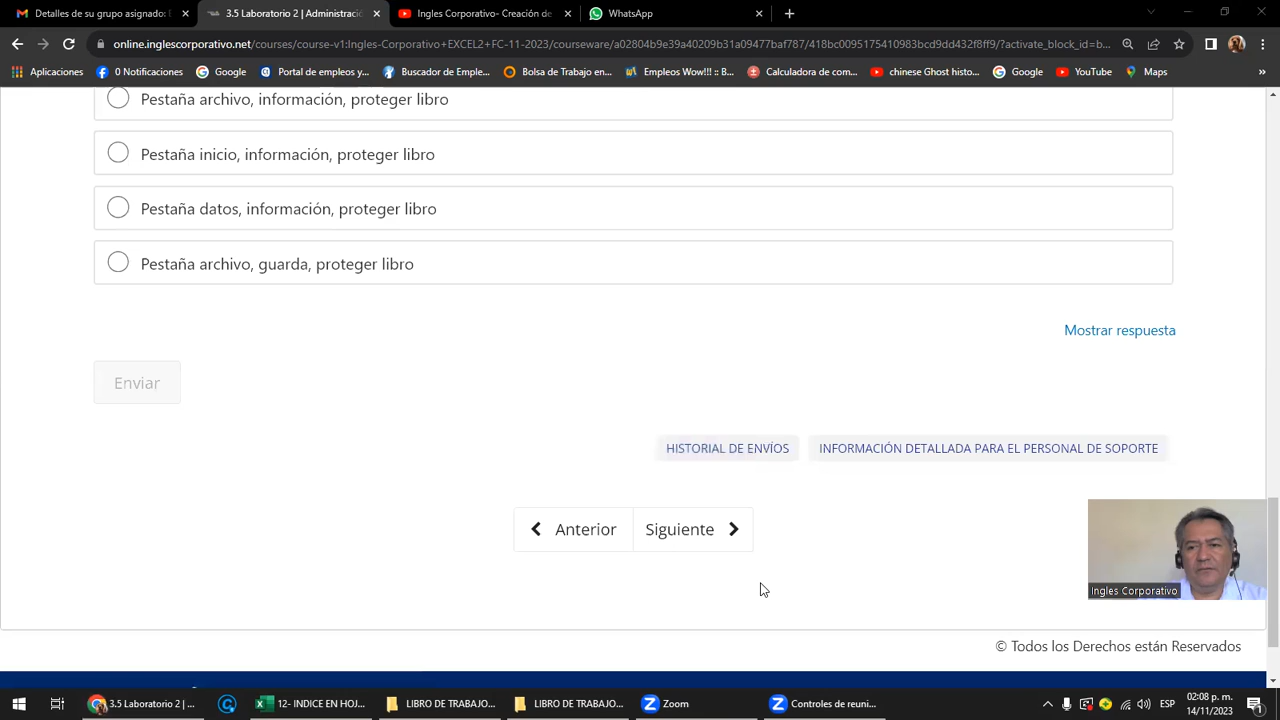 Detalles de su grupo asignado: E
3.5 Laboratorio 2 | Administraci
Ingles Corporativo- Creación de
WhatsApp
online.inglescorporativo.net/courses/course-v1:Ingles-Corporativo+EXCEL2+FC-11-2023/courseware/a02804b9e39a40209b31a09477baf787/418bc0095175410983bcd9dd432f8ff9/?activate_block_id=b...
Aplicaciones
0 Notificaciones
Google
Portal de empleos y...
Buscador de Emple...
Bolsa de Trabajo en...
Empleos Wow!!! :: B...
Calculadora de com...
chinese Ghost histo...
Google
YouTube
Maps
»
Pestaña archivo, información, proteger libro
Pestaña inicio, información, proteger libro
Pestaña datos, información, proteger libro
Pestaña archivo, guarda, proteger libro
Mostrar respuesta
Enviar
HISTORIAL DE ENVÍOS
INFORMACIÓN DETALLADA PARA EL PERSONAL DE SOPORTE
Anterior
Siguiente
Ingles Corporativo
© Todos los Derechos están Reservados
3.5 Laboratorio 2 | ...
12- INDICE EN HOJ...
LIBRO DE TRABAJO...
LIBRO DE TRABAJO...
Zoom
Controles de reuni...
ESP
02:08 p. m.
14/11/2023